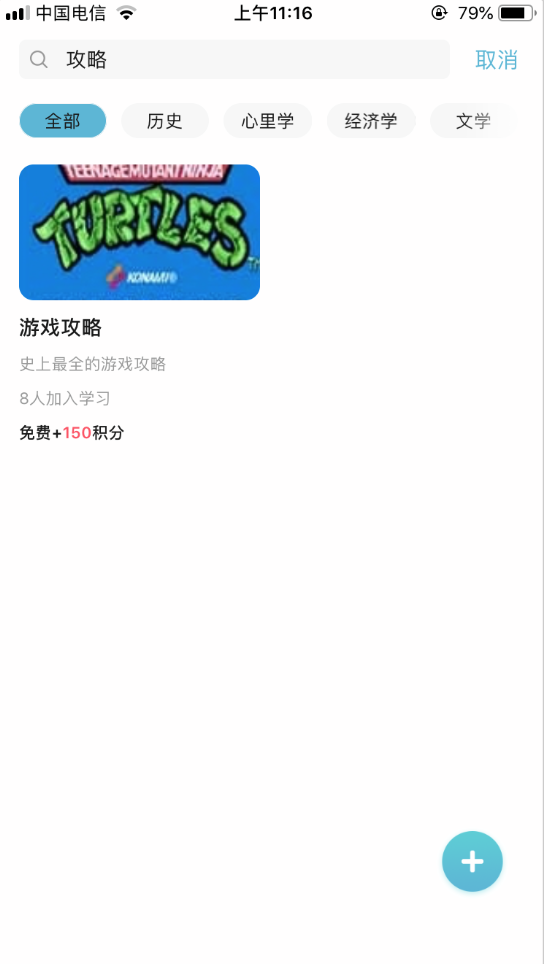 中国电信 上午11:16 79%
攻略 取消
全部 历史 心里学 经济学 文学
TEENAGE MUTANT NINJA
TURTLES
TM
KONAMI®
游戏攻略
史上最全的游戏攻略
8人加入学习
免费+150积分